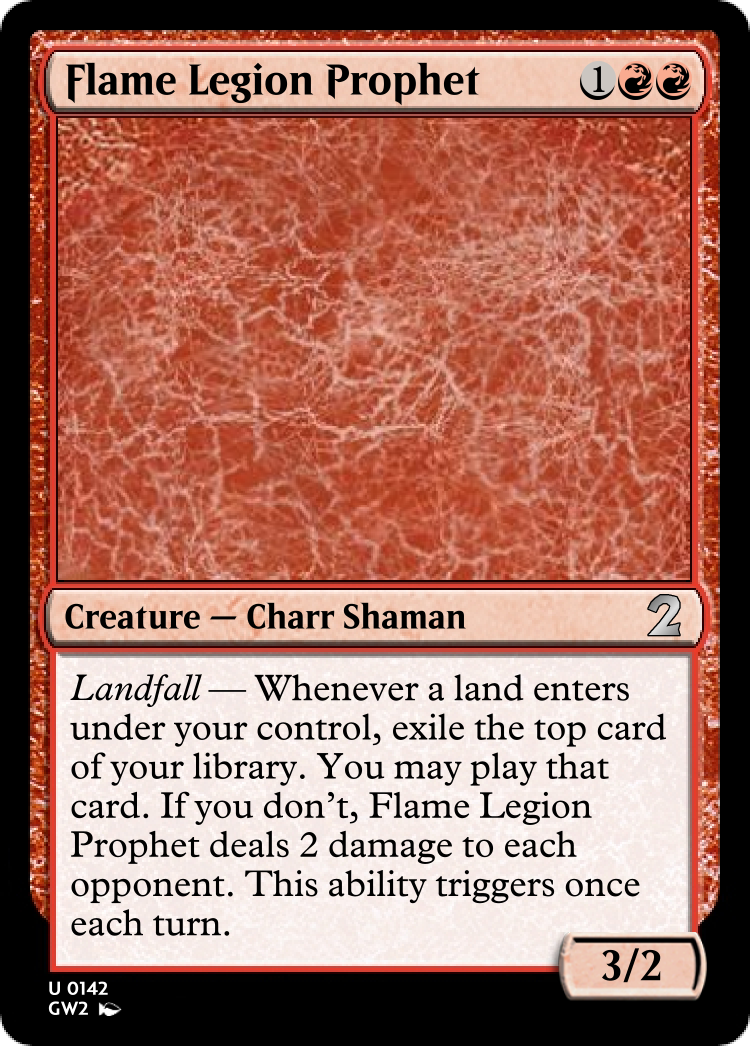 Flame Legion Prophet 1
Creature — Charr Shaman 2
Landfall — Whenever a land enters
under your control, exile the top card
of your library. You may play that
card. If you don’t, Flame Legion
Prophet deals 2 damage to each
opponent. This ability triggers once
each turn.
3/2
U 0142
GW2